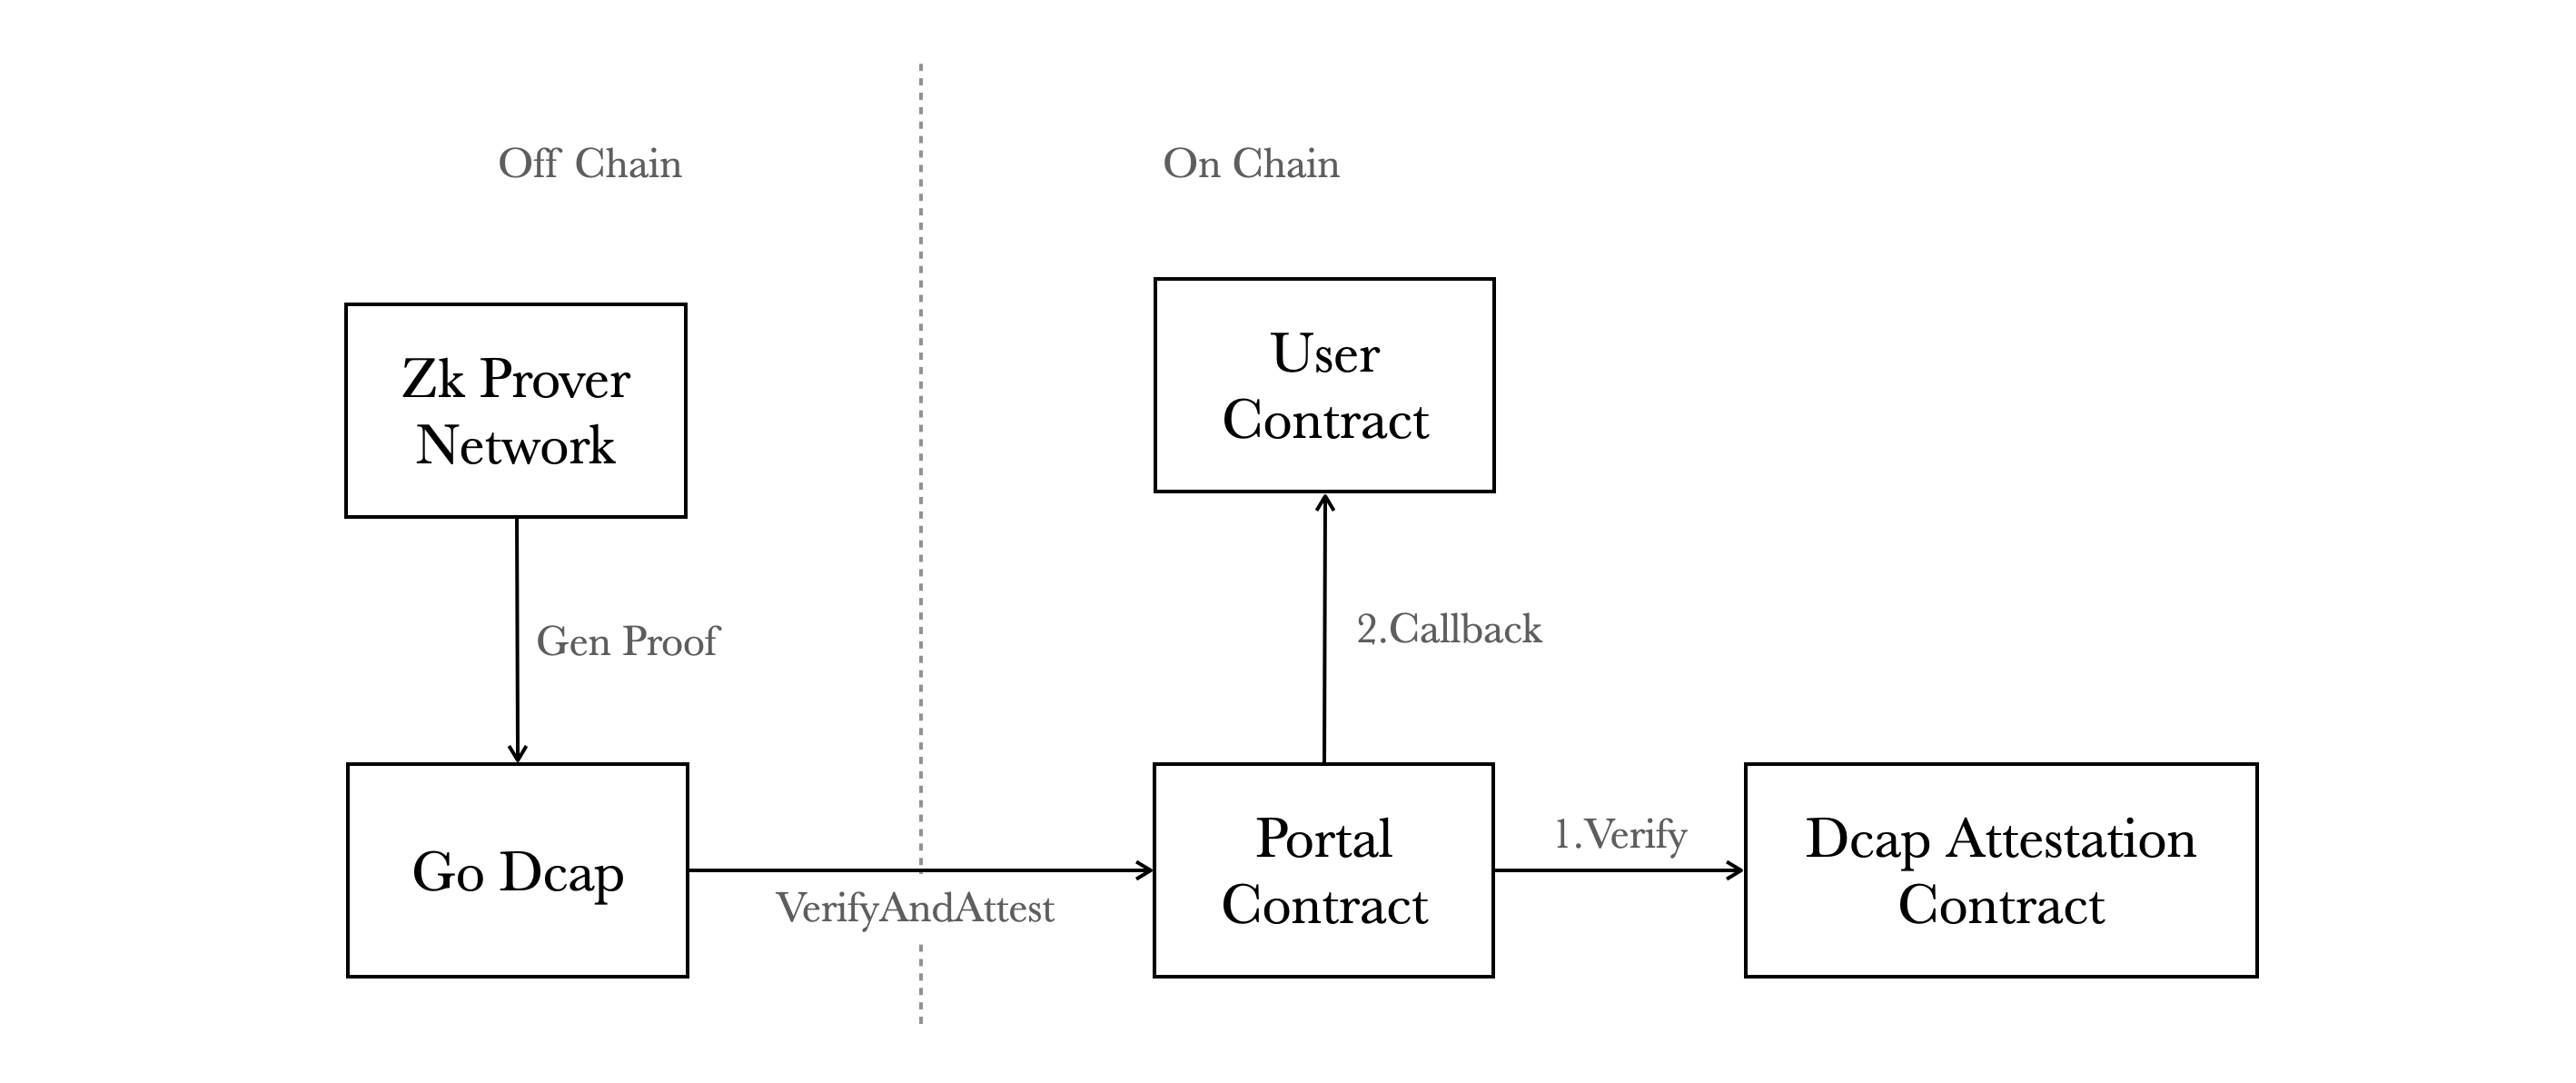 Off Chain
On Chain
Zk Prover
Network
User
Contract
Gen Proof
2.Callback
Go Dcap
VerifyAndAttest
Portal
Contract
1.Verify
Dcap Attestation
Contract